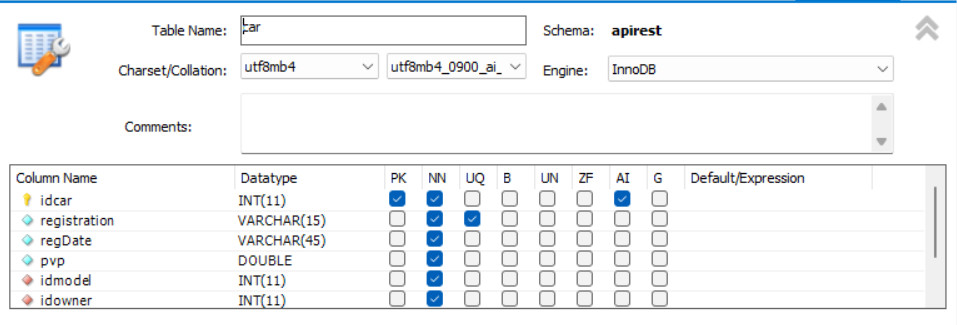 Table Name: car Schema: apirest
Charset/Collation: utf8mb4 utf8mb4_0900_ai_ Engine: InnoDB
Comments:
Column Name Datatype PK NN UQ B UN ZF AI G Default/Expression
idcar INT(11)
registration VARCHAR(15)
regDate VARCHAR(45)
pvp DOUBLE
idmodel INT(11)
idowner INT(11)